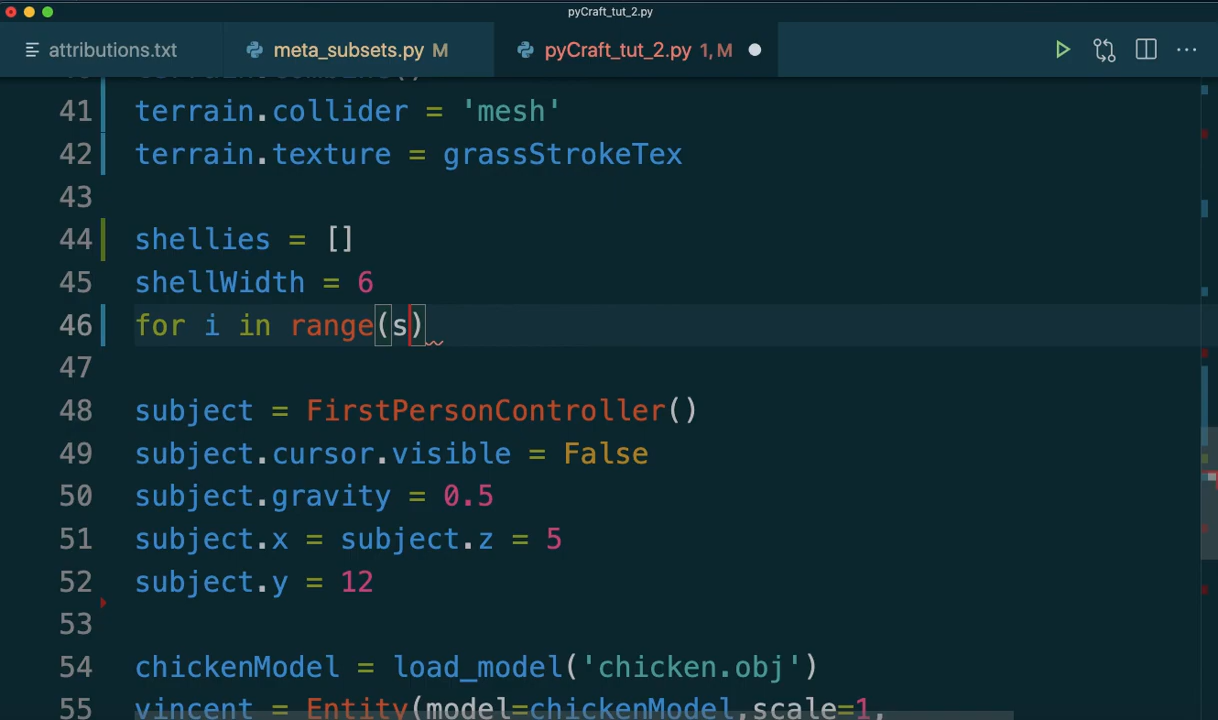 pyCraft_tut_2.py
attributions.txt meta_subsets.py M pyCraft_tut_2.py 1, M
41 terrain.collider = 'mesh'
42 terrain.texture = grassStrokeTex
43
44 shellies = []
45 shellWidth = 6
46 for i in range(s)
47
48 subject = FirstPersonController()
49 subject.cursor.visible = False
50 subject.gravity = 0.5
51 subject.x = subject.z = 5
52 subject.y = 12
53
54 chickenModel = load_model('chicken.obj')
55 vincent = Entity(model=chickenModel,scale=1,